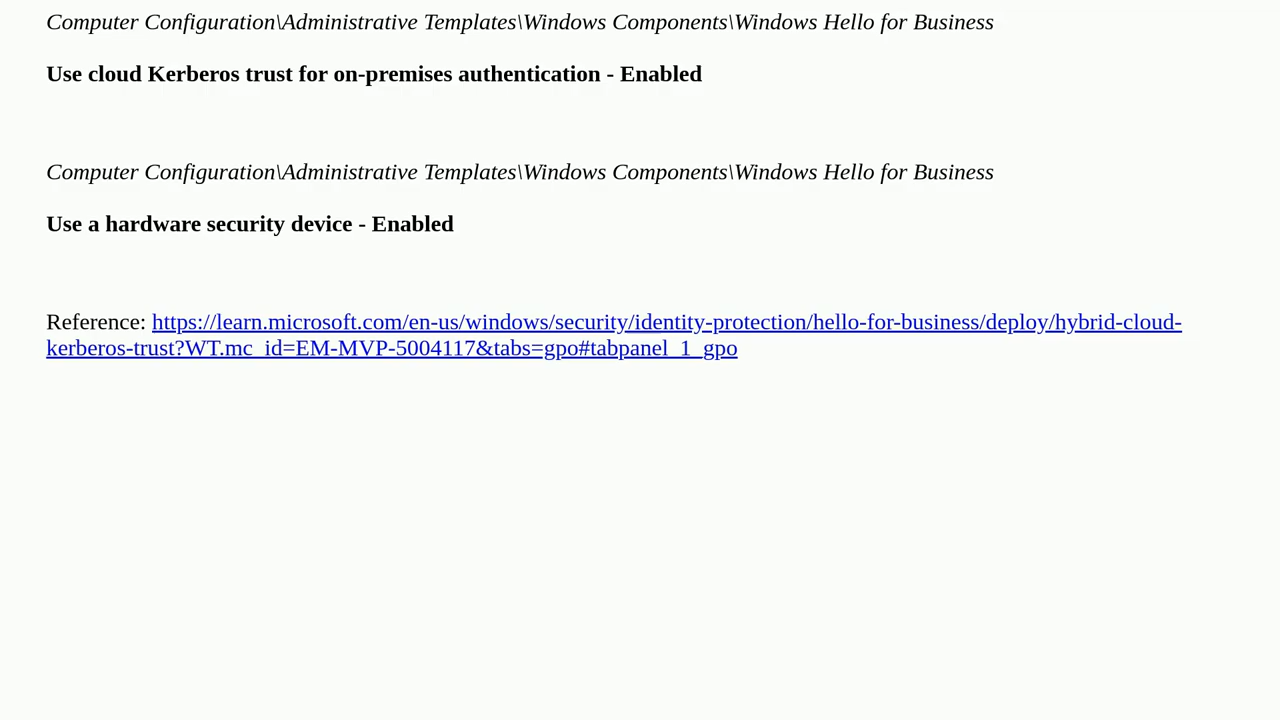 Computer Configuration\Administrative Templates\Windows Components\Windows Hello for Business
Use cloud Kerberos trust for on-premises authentication - Enabled
Computer Configuration\Administrative Templates\Windows Components\Windows Hello for Business
Use a hardware security device - Enabled
Reference: https://learn.microsoft.com/en-us/windows/security/identity-protection/hello-for-business/deploy/hybrid-cloud-
kerberos-trust?WT.mc_id=EM-MVP-5004117&tabs=gpo#tabpanel_1_gpo